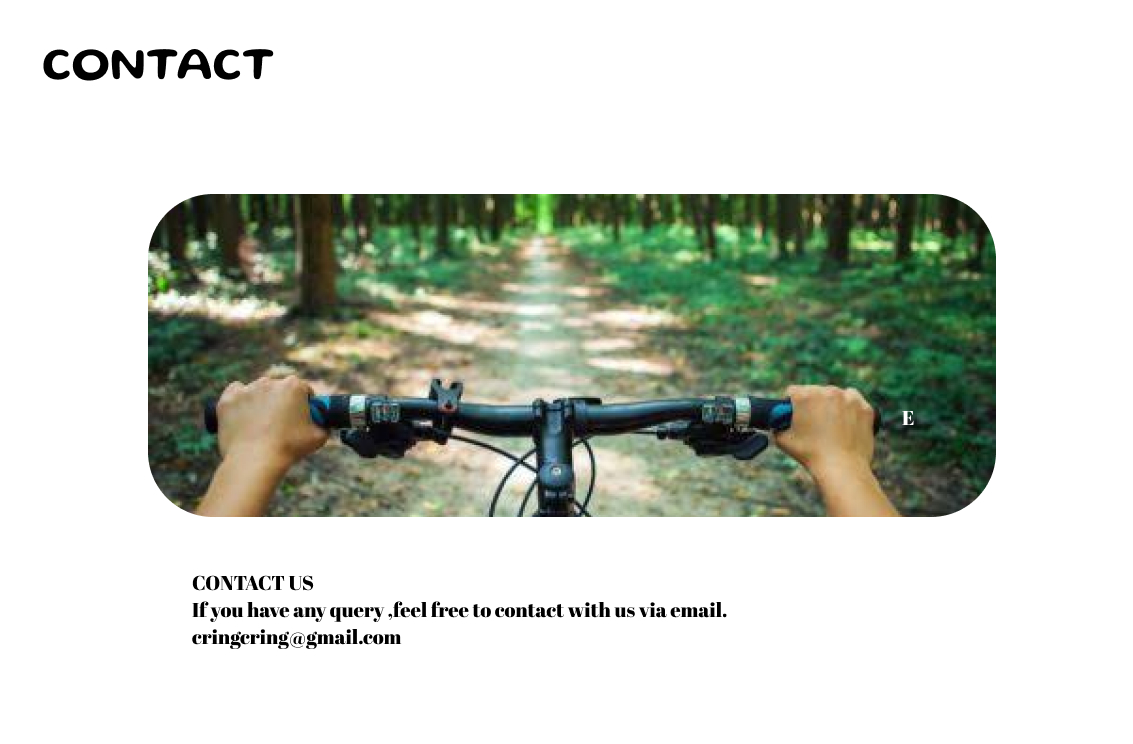 CONTACT
E
CONTACT US
If you have any query ,feel free to contact with us via email.
cringcring@gmail.com